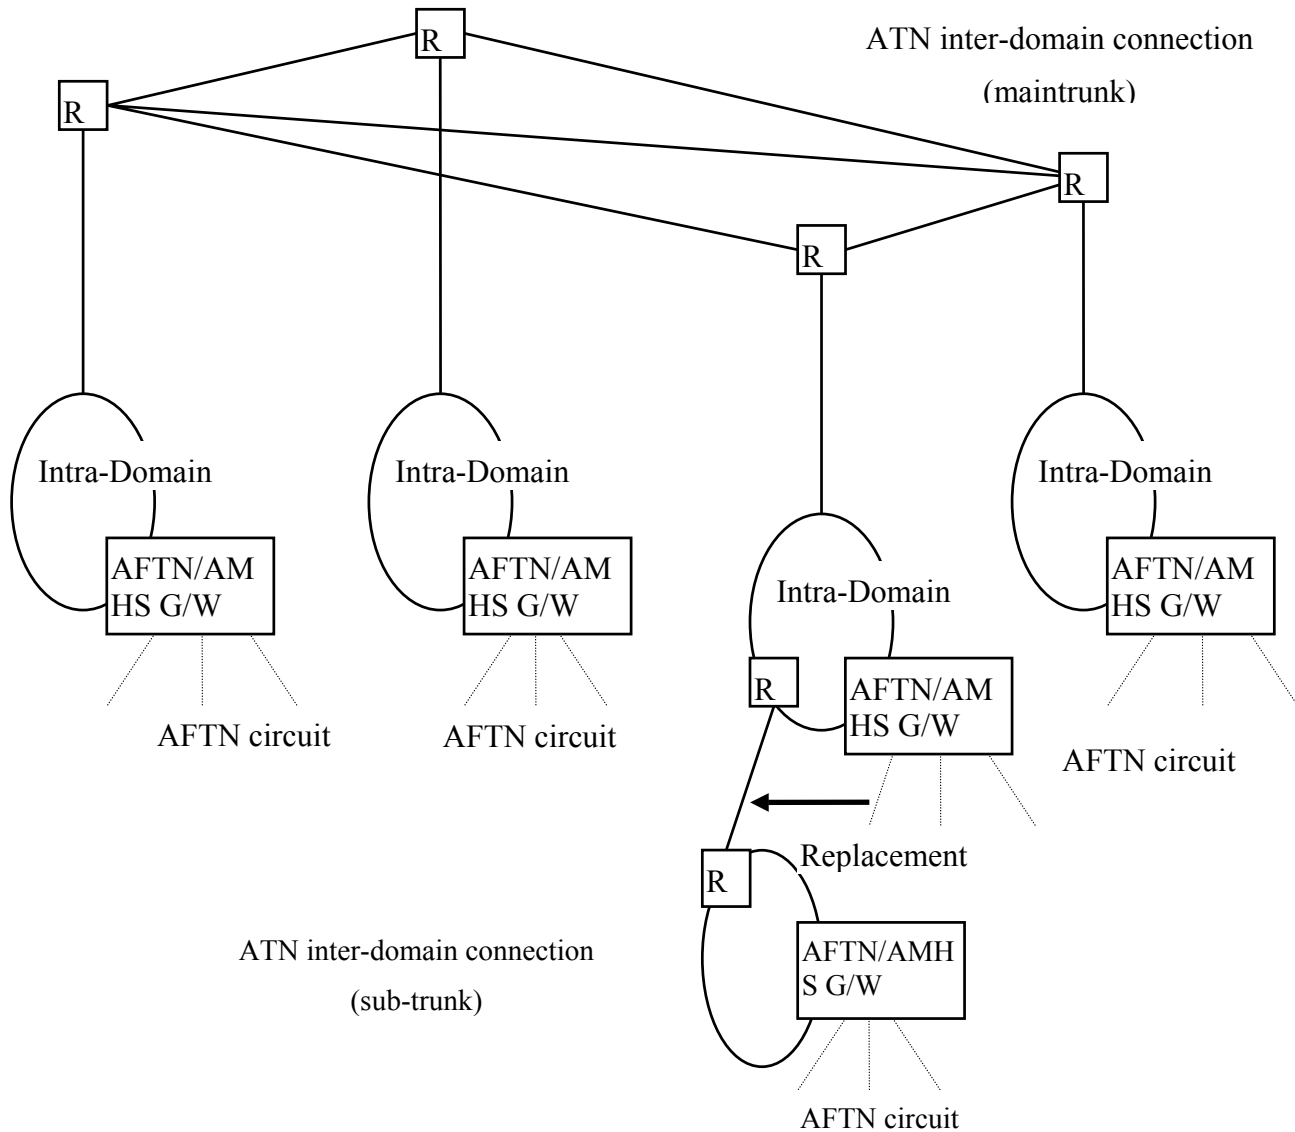 R
ATN inter-domain connection
(maintrunk)
R
R
R
Intra-Domain
Intra-Domain
Intra-Domain
AFTN/AM
HS G/W
AFTN/AM
HS G/W
AFTN/AM
HS G/W
Intra-Domain
R
AFTN/AM
HS G/W
AFTN circuit
AFTN circuit
AFTN circuit
Replacement
R
ATN inter-domain connection
(sub-trunk)
AFTN/AMH
S G/W
AFTN circuit